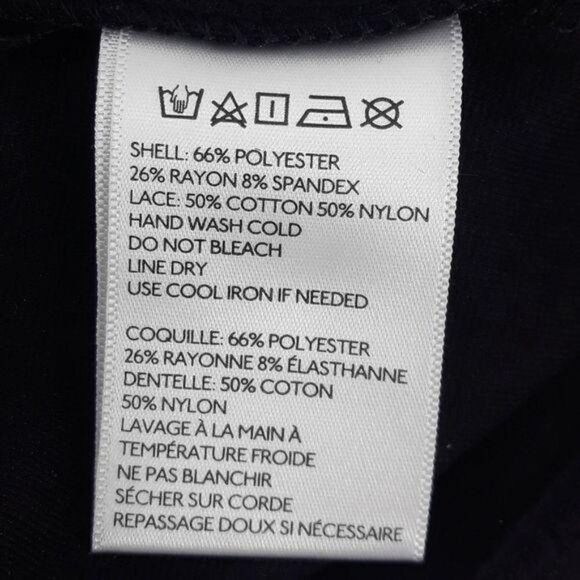 SHELL: 66% POLYESTER
26% RAYON 8% SPANDEX
LACE: 50% COTTON 50% NYLON
HAND WASH COLD
DO NOT BLEACH
LINE DRY
USE COOL IRON IF NEEDED
COQUILLE: 66% POLYESTER
26% RAYONNE 8% ÉLASTHANNE
DENTELLE: 50% COTON
50% NYLON
LAVAGE À LA MAIN À
TEMPÉRATURE FROIDE
NE PAS BLANCHIR
SÉCHER SUR CORDE
REPASSAGE DOUX SI NÉCESSAIRE